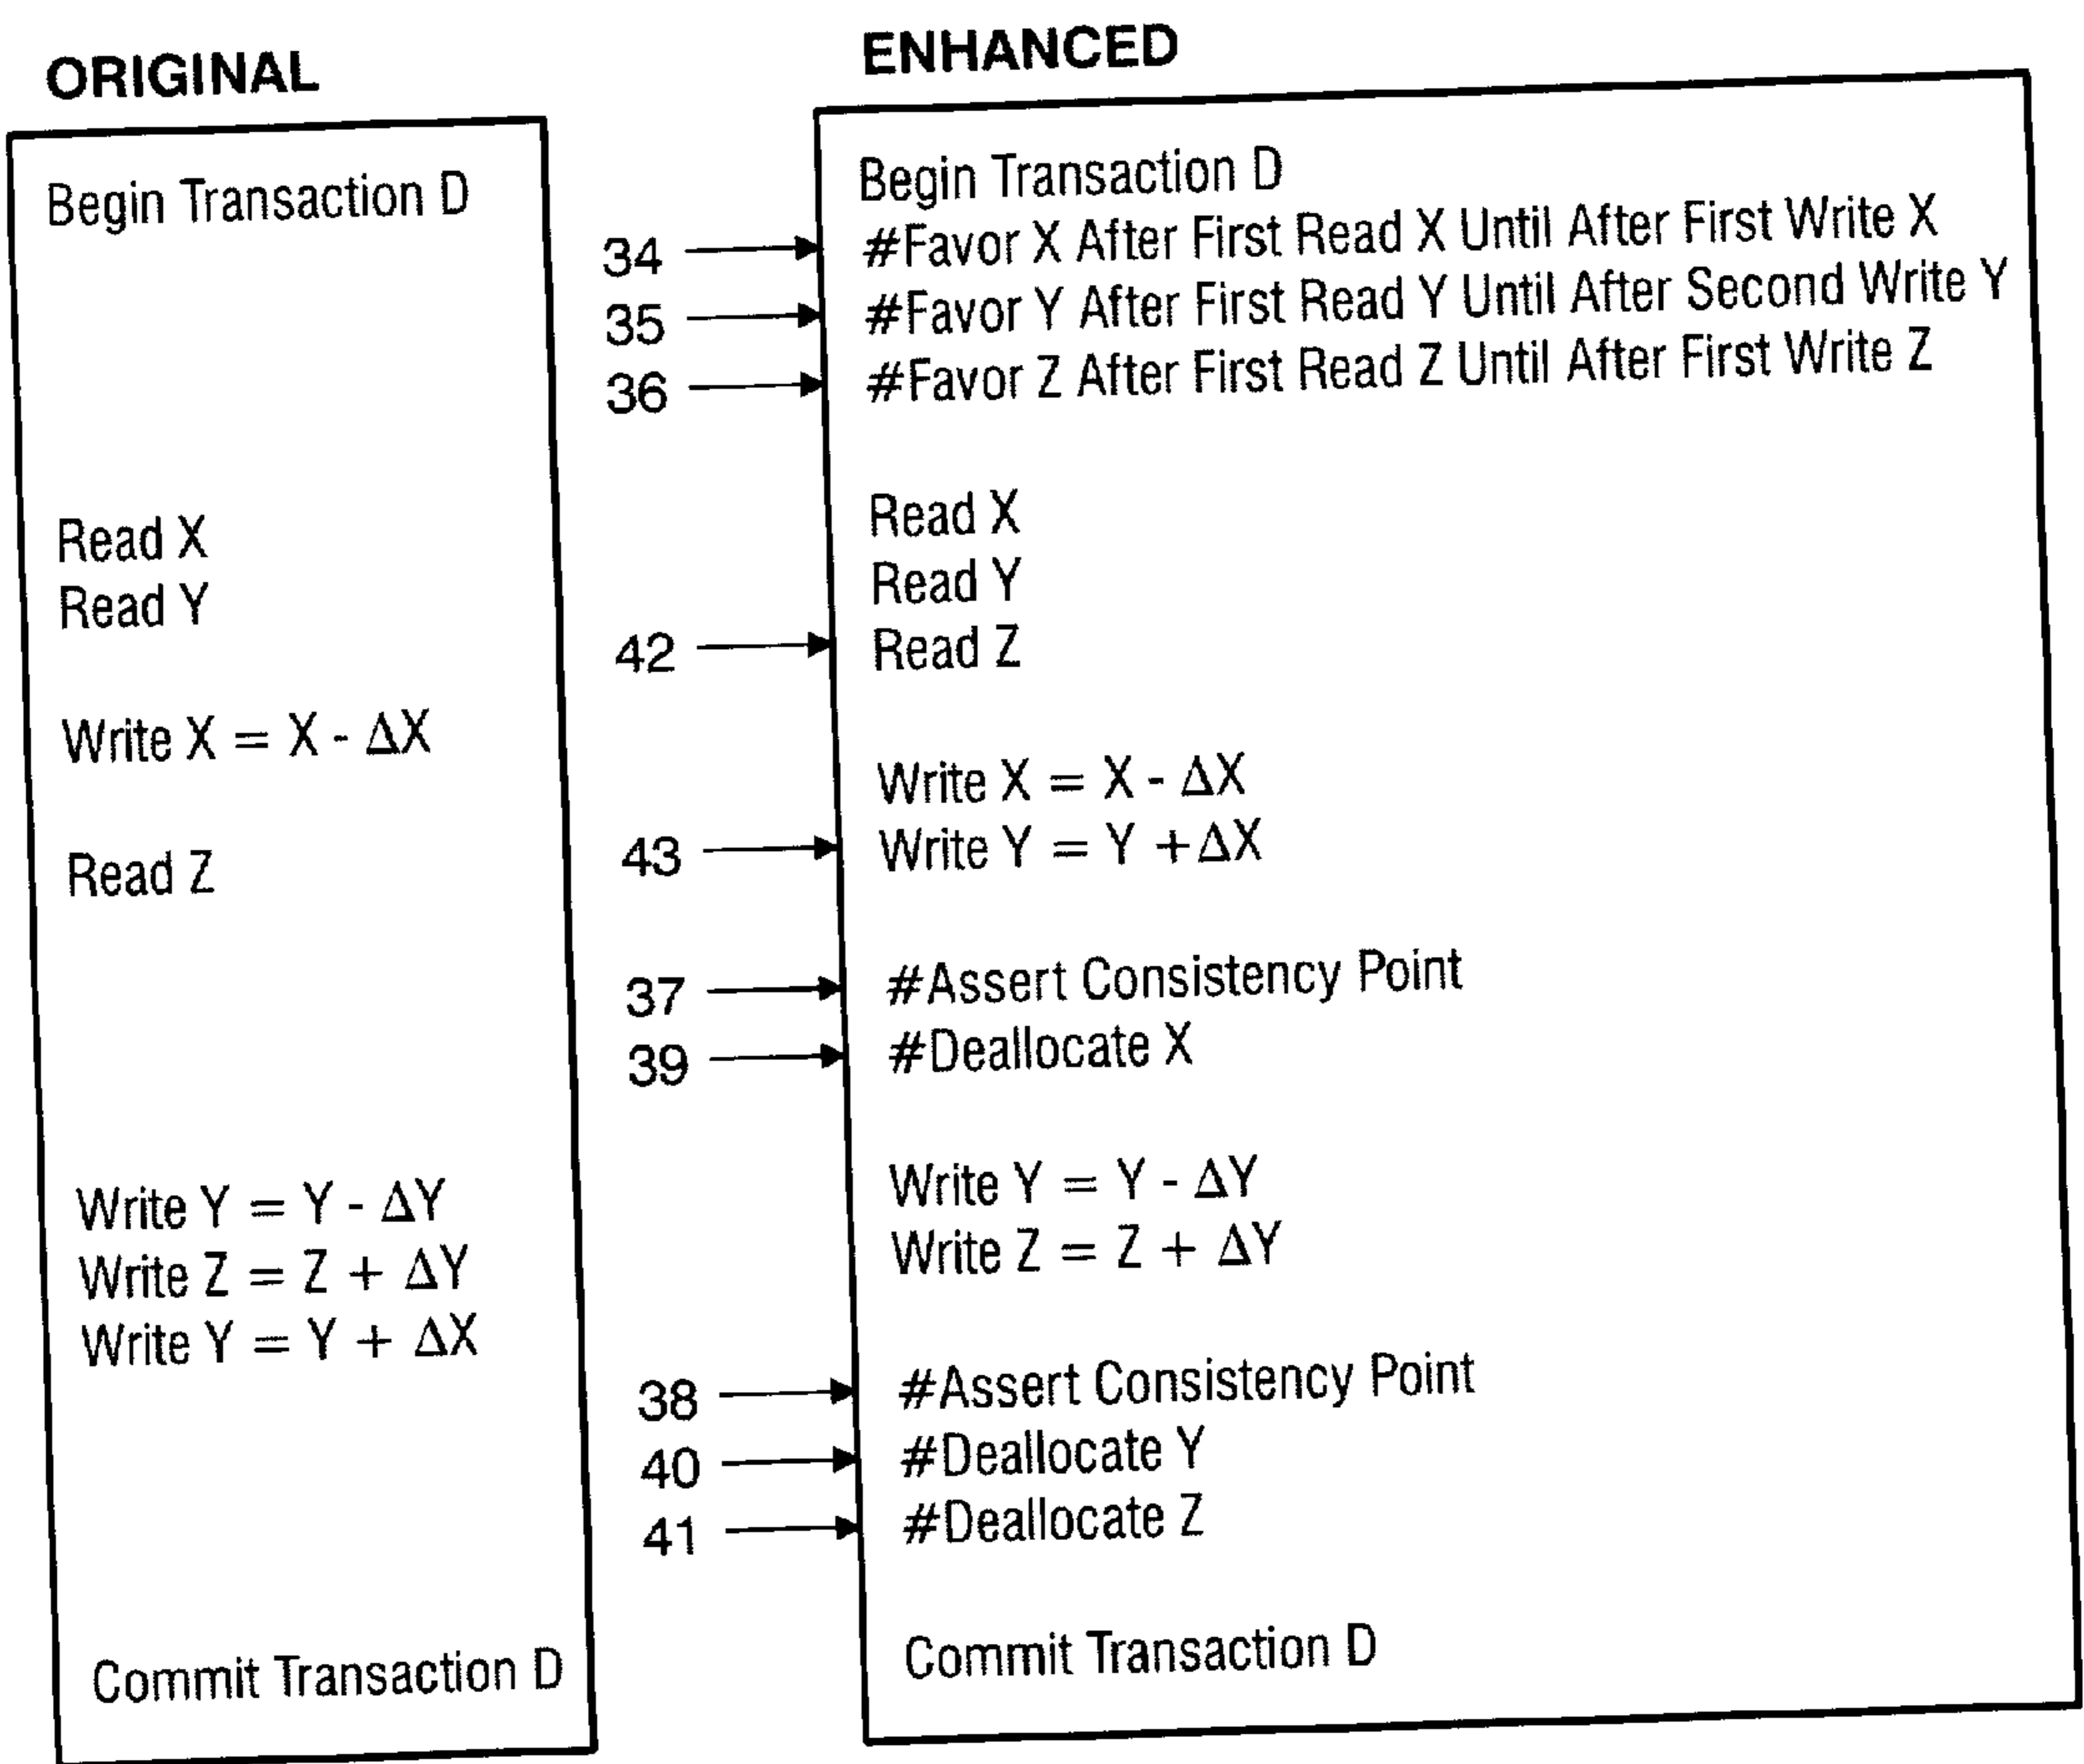 ORIGINAL
Begin Transaction D
Read X
Read Y
Write X = X - ΔX
Read Z
Write Y = Y - ΔY
Write Z = Z + ΔY
Write Y = Y + ΔX
Commit Transaction D
ENHANCED
Begin Transaction D
34 #Favor X After First Read X Until After First Write X
35 #Favor Y After First Read Y Until After Second Write Y
36 #Favor Z After First Read Z Until After First Write Z
Read X
Read Y
42 Read Z
Write X = X - ΔX
43 Write Y = Y +ΔX
37 #Assert Consistency Point
39 #Deallocate X
Write Y = Y - ΔY
Write Z = Z + ΔY
38 #Assert Consistency Point
40 #Deallocate Y
41 #Deallocate Z
Commit Transaction D